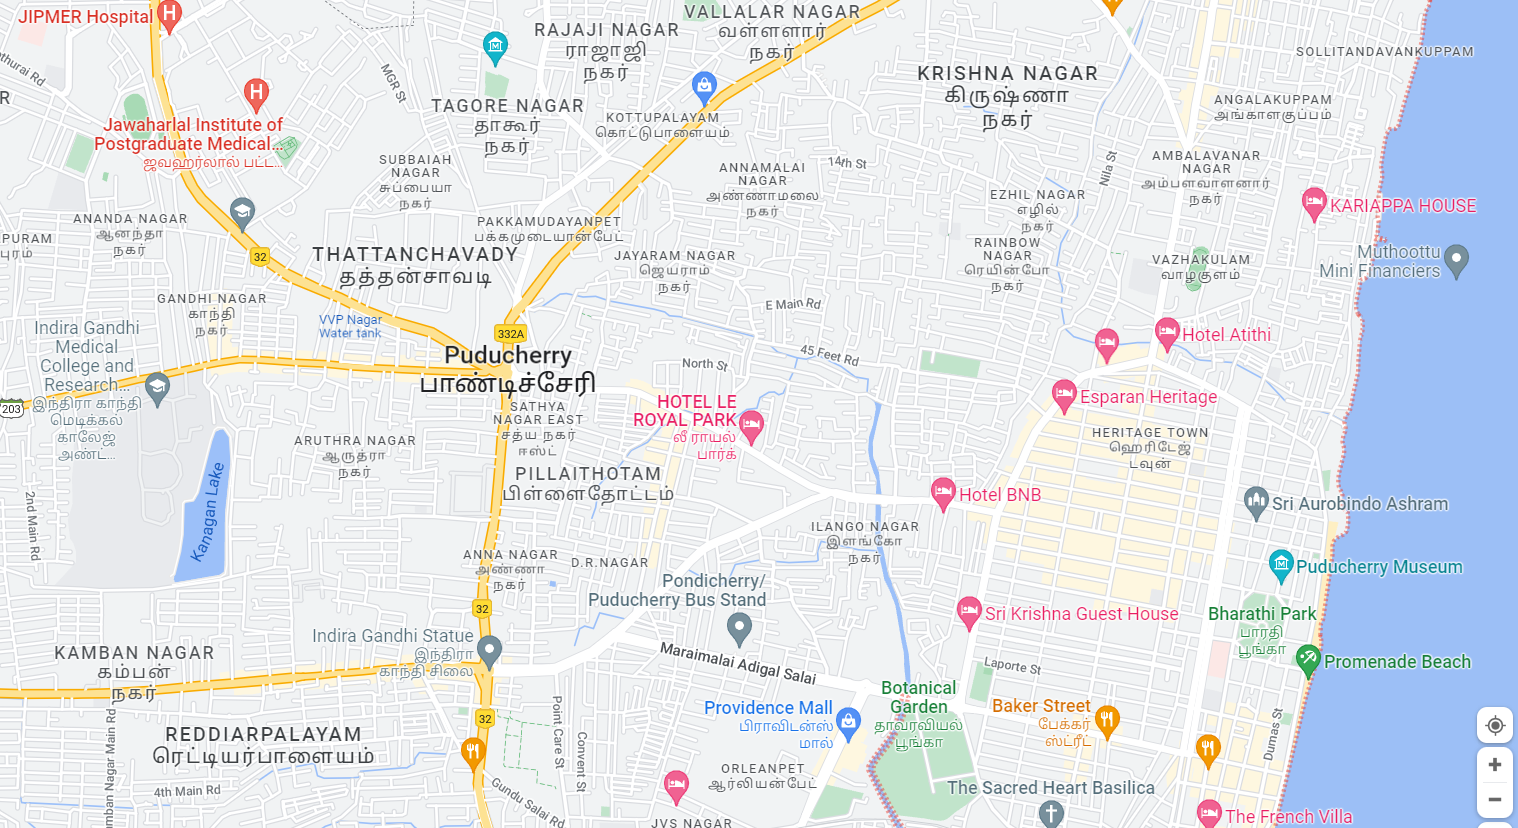 JIPMER Hospital
RAJAJI NAGAR
ராஜாஜி
நகர்
VALLALAR NAGAR
வள்ளலார்
நகர்
SOLLITANDAVANKUPPAM
MGR St
KRISHNA NAGAR
கிருஷ்ணா
நகர்
TAGORE NAGAR
தாகூர்
நகர்
KOTTUPALAYAM
கொட்டுபாளையம்
ANGALAKUPPAM
அங்காளகுப்பம்
Jawaharlal Institute of
Postgraduate Medical...
ஜவஹர்லால் பட்ட...
SUBBAIAH
NAGAR
சுப்பையா
நகர்
ANNAMALAI
NAGAR
அண்ணாமலை
நகர்
14th St
Nila St
AMBALAVANAR
NAGAR
அம்பளவாளனார்
நகர்
EZHIL NAGAR
எழில்
நகர்
KARIAPPA HOUSE
ANANDA NAGAR
ஆனந்தா
நகர்
PURAM
புரம்
PAKKAMUDAYANPET
பக்கமுடையான்பேட்
THATTANCHAVADY
தத்தன்சாவடி
32
JAYARAM NAGAR
ஜெயராம்
நகர்
RAINBOW
NAGAR
ரெயின்போ
நகர்
VAZHAKULAM
வாழகுளம்
Muthoottu
Mini Financiers
GANDHI NAGAR
காந்தி
நகர்
E Main Rd
VVP Nagar
Water tank
332A
Hotel Atithi
Indira Gandhi
Medical
College and
Research...
இந்திரா காந்தி
மெடிக்கல்
காலேஜ்
அண்ட்...
Puducherry
பாண்டிச்சேரி
North St
45 Feet Rd
203
SATHYA
NAGAR EAST
சத்ய நகர்
ஈஸ்ட்
HOTEL LE
ROYAL PARK
லீ ராயல்
பார்க்
Esparan Heritage
HERITAGE TOWN
ஹெரிடேஜ்
டவுன்
ARUTHRA NAGAR
ஆருத்ரா
நகர்
PILLAITHOTAM
பிள்ளைதோட்டம்
Kanagan Lake
2nd Main Rd
Hotel BNB
Sri Aurobindo Ashram
ILANGO NAGAR
இளங்கோ
நகர்
ANNA NAGAR
அண்ணா
நகர்
D.R.NAGAR
Puducherry Museum
Pondicherry/
Puducherry Bus Stand
32
Sri Krishna Guest House
Bharathi Park
பாரதி
பூங்கா
Indira Gandhi Statue
இந்திரா
காந்தி சிலை
KAMBAN NAGAR
கம்பன்
நகர்
Maraimalai Adigal Salai
Laporte St
Promenade Beach
Botanical
Garden
தாவரவியல்
பூங்கா
Providence Mall
பிராவிடன்ஸ்
மால்
Baker Street
பேக்கர்
ஸ்ட்ரீட்
32
REDDIARPALAYAM
ரெட்டியர்பாளையம்
Point Care St
Convent St
Dumas St
ORLEANPET
ஆர்லியன்பேட்
4th Main Rd
Gundu Salai Rd
The Sacred Heart Basilica
JVS NAGAR
The French Villa